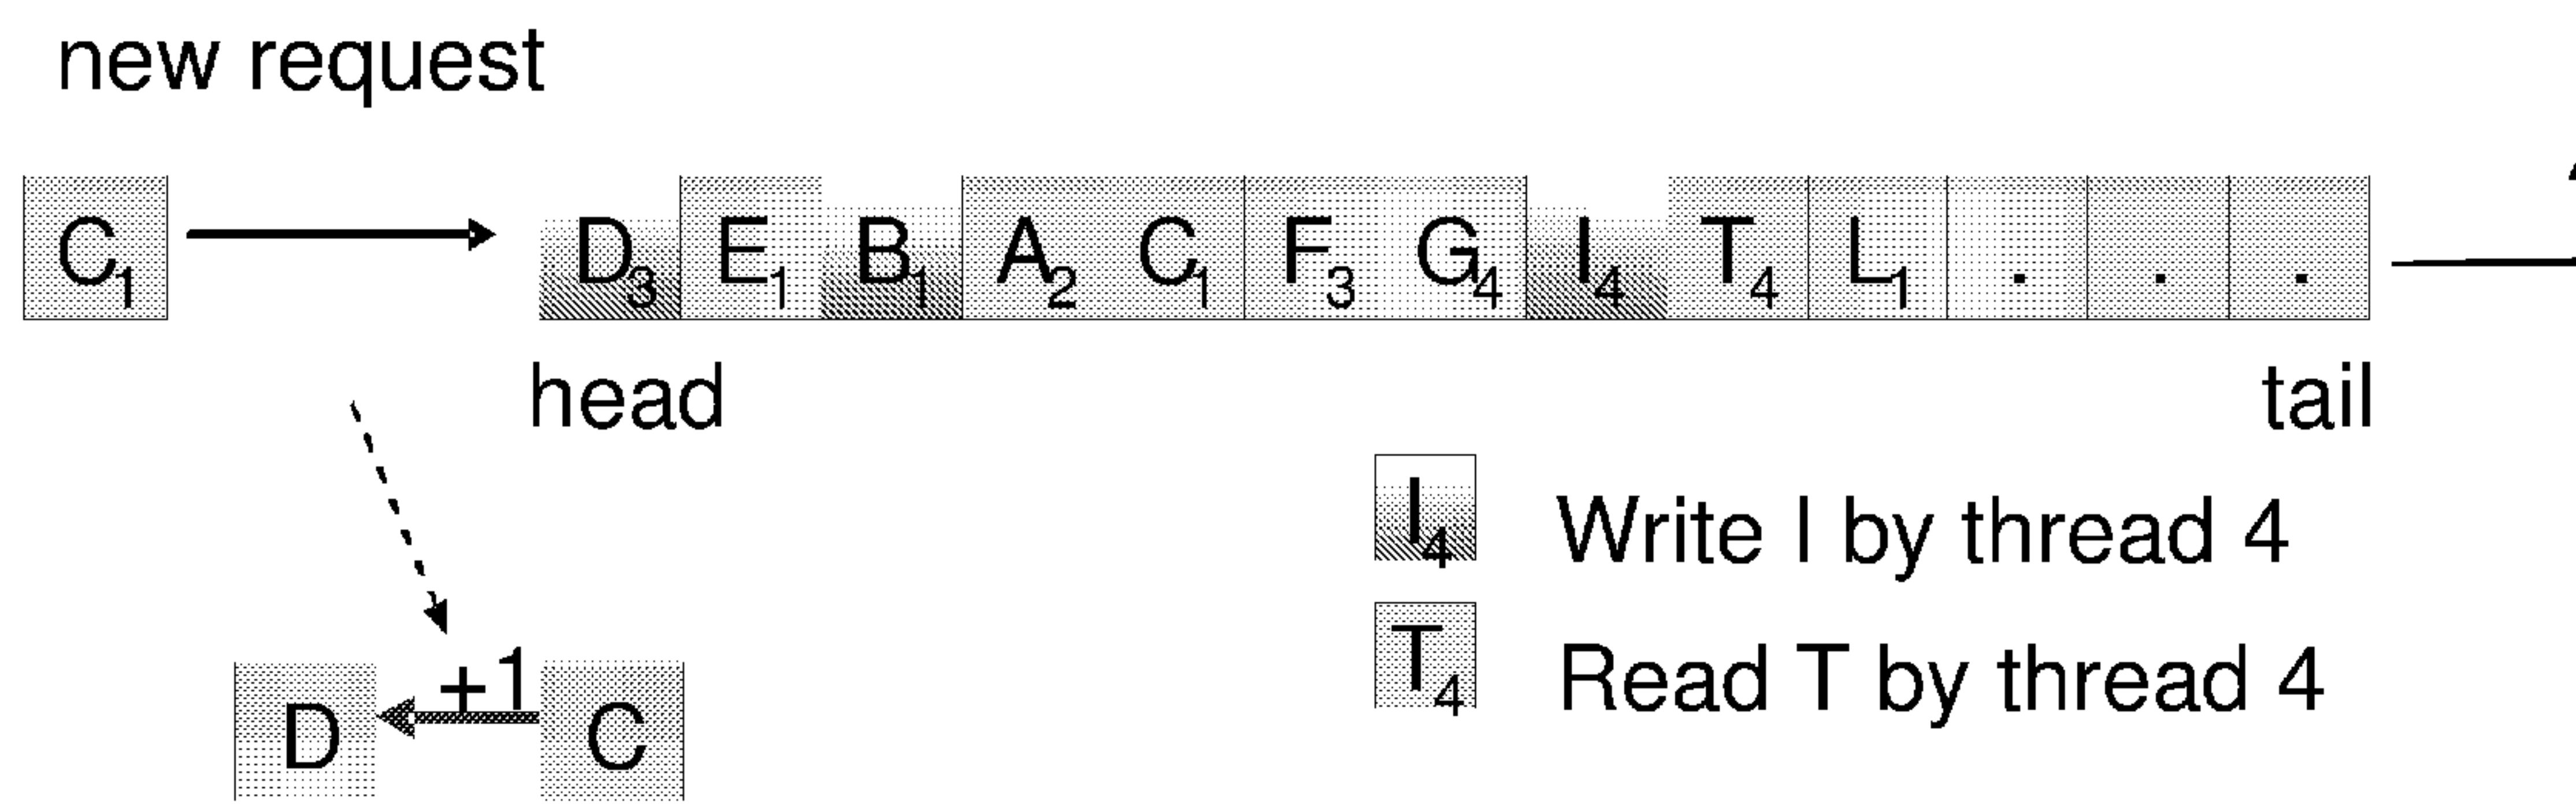 new request
C1 D3 E1 B1 A2 C1 F3 G4 I4 T4 L1 . . .
head tail
I4 Write I by thread 4
T4 Read T by thread 4
D +1 C